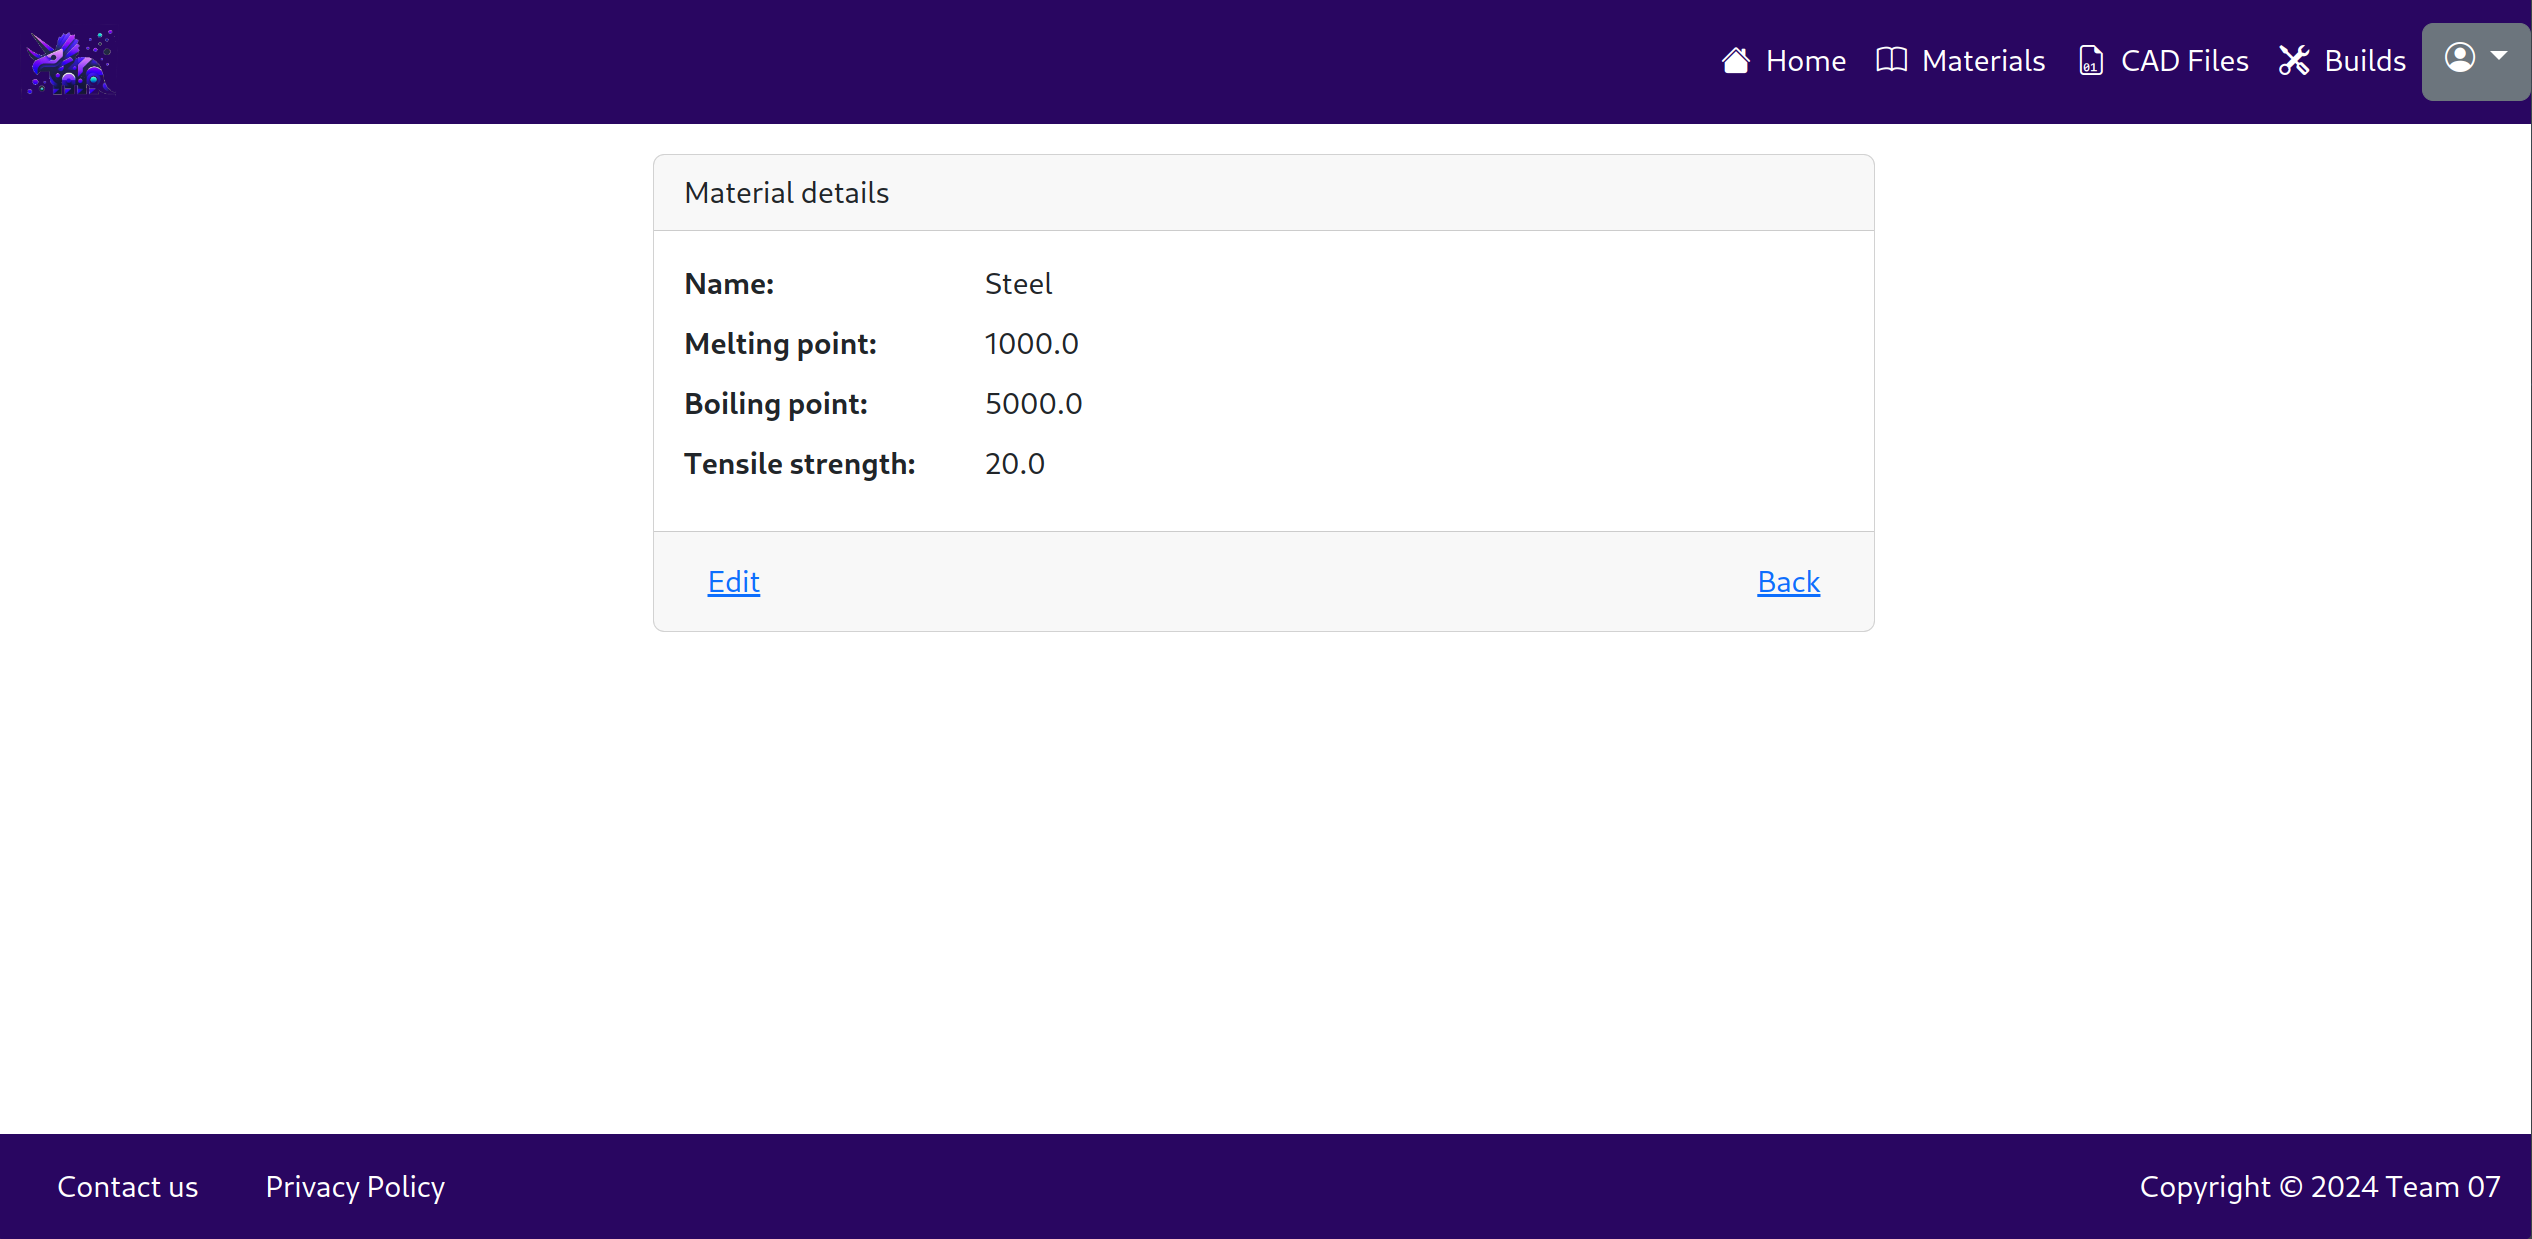 Home Materials CAD Files Builds
Material details
Name: Steel
Melting point: 1000.0
Boiling point: 5000.0
Tensile strength: 20.0
Edit Back
Contact us Privacy Policy Copyright © 2024 Team 07